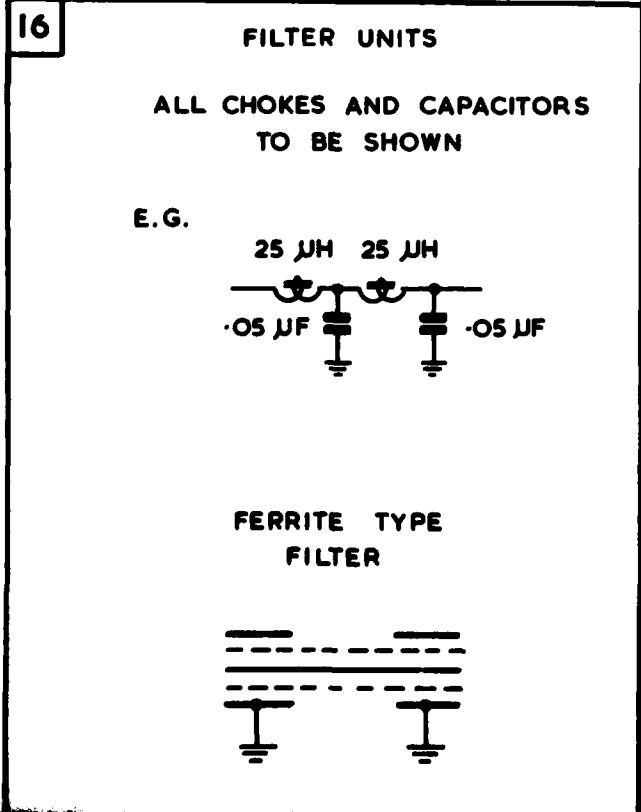 16
FILTER UNITS
ALL CHOKES AND CAPACITORS
TO BE SHOWN
E.G.
25 µH 25 µH
·05 µF ·05 µF
FERRITE TYPE
FILTER